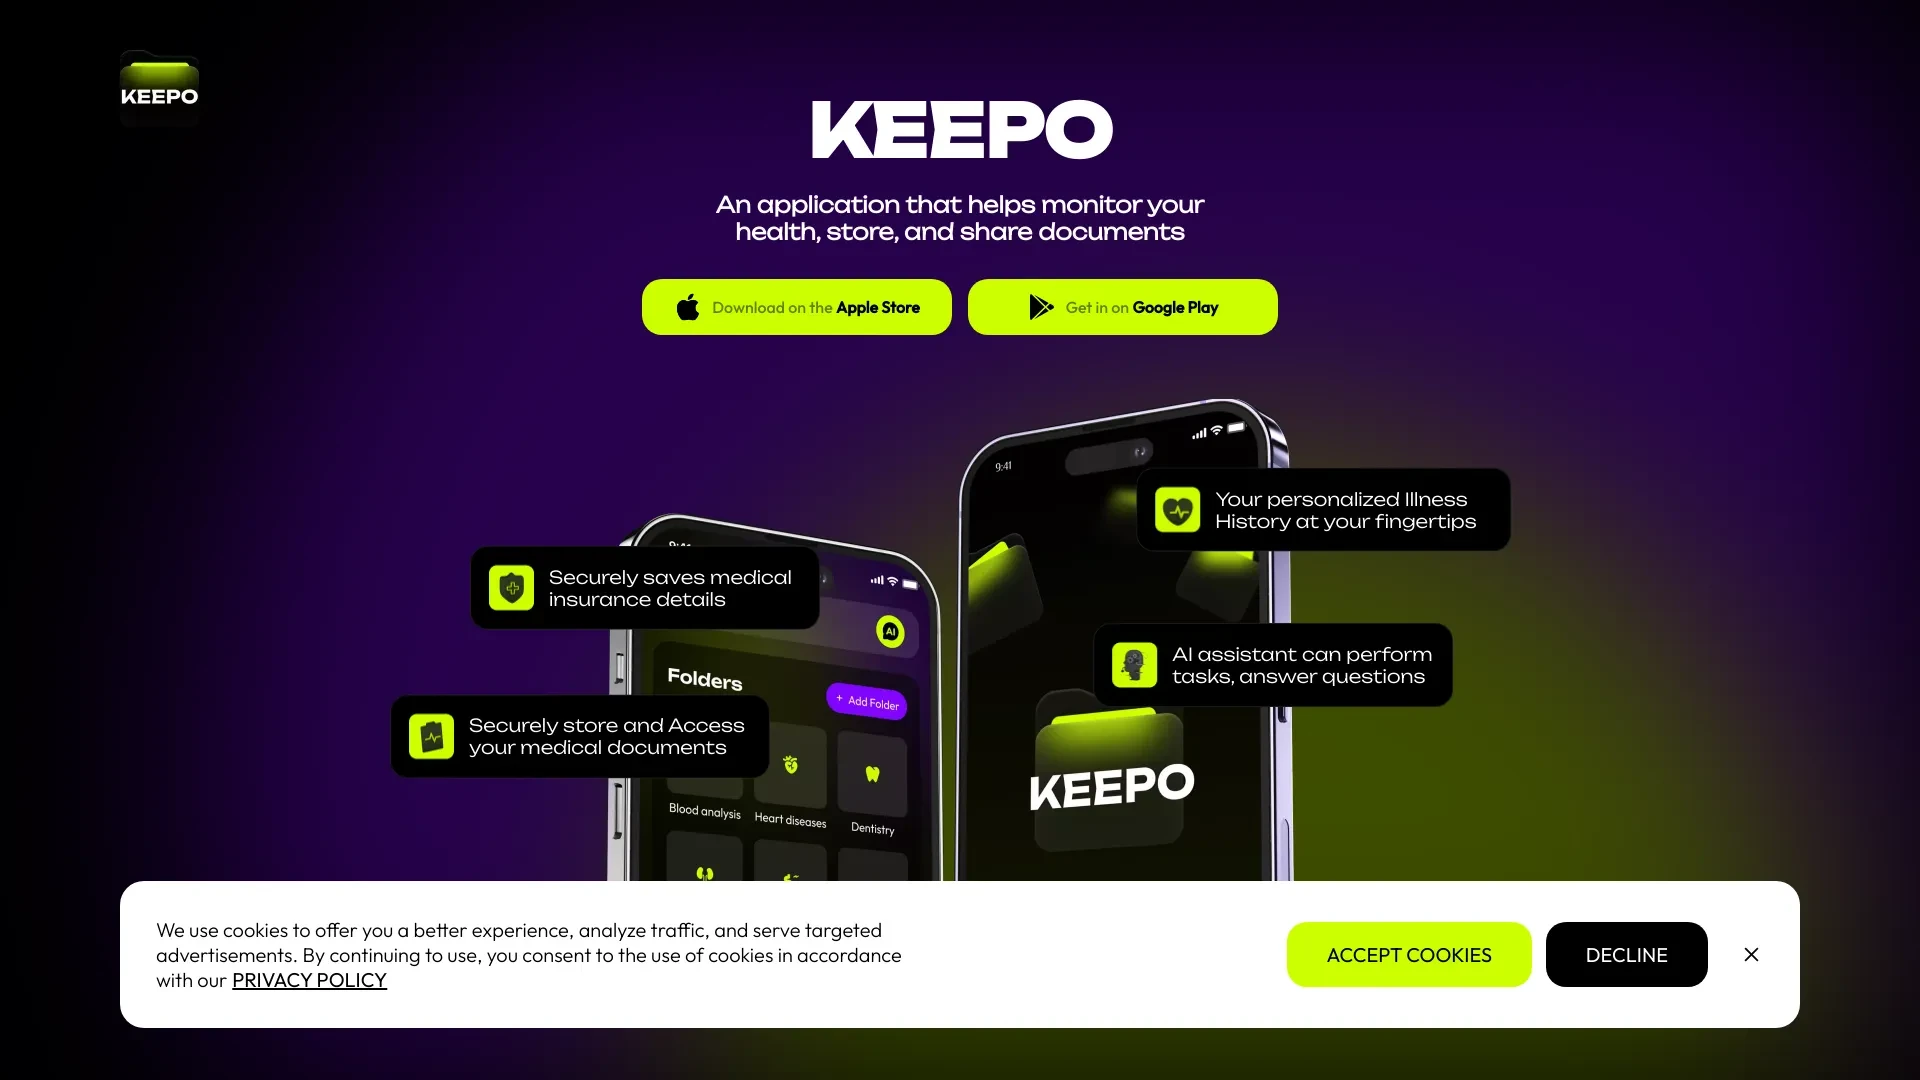 KEEPO
KEEPO
An application that helps monitor your
health, store, and share documents
Download on the Apple Store
Get in on Google Play
9:41
Your personalized Illness
History at your fingertips
Securely saves medical
insurance details
AI
AI assistant can perform
tasks, answer questions
Folders
+ Add Folder
Securely store and Access
your medical documents
KEEPO
Blood analysis
Heart diseases
Dentistry
We use cookies to offer you a better experience, analyze traffic, and serve targeted
advertisements. By continuing to use, you consent to the use of cookies in accordance
with our PRIVACY POLICY
ACCEPT COOKIES
DECLINE